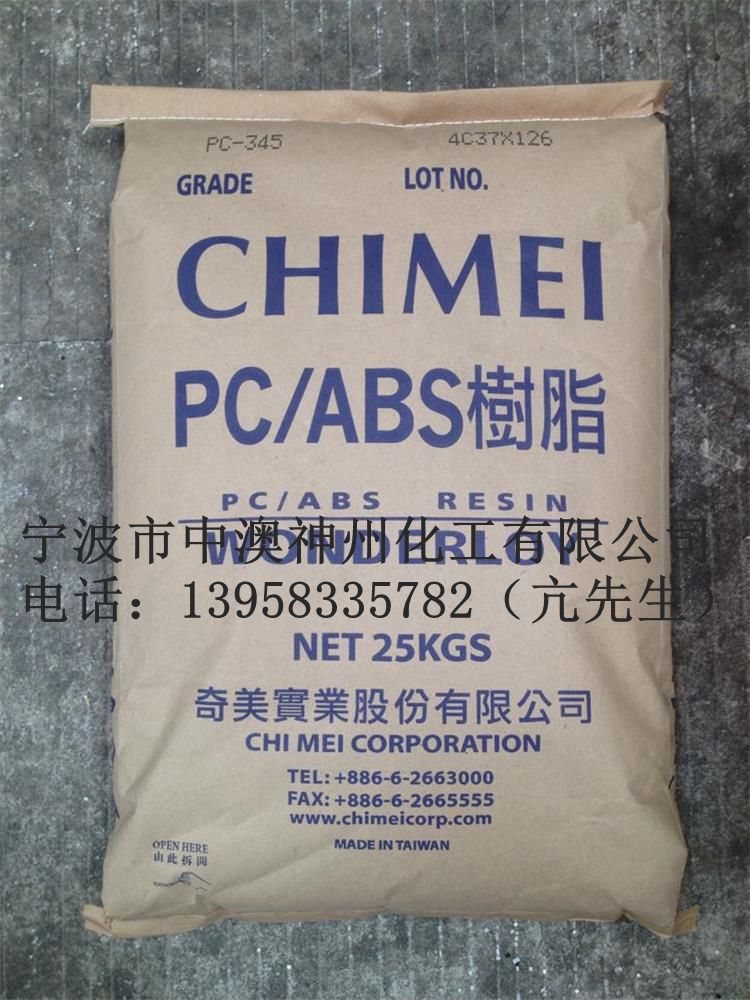 PC-345 4C37X126
GRADE LOT NO.
CHIMEI
PC/ABS樹脂
PC/ABS RESIN
宁波市中澳神州化工有限公司
WONDERLOY
电话：13958335782（亢先生）
NET 25KGS
奇美實業股份有限公司
CHI MEI CORPORATION
TEL: +886-6-2663000
FAX: +886-6-2665555
www.chimeicorp.com
MADE IN TAIWAN
OPEN HERE
由此拆開